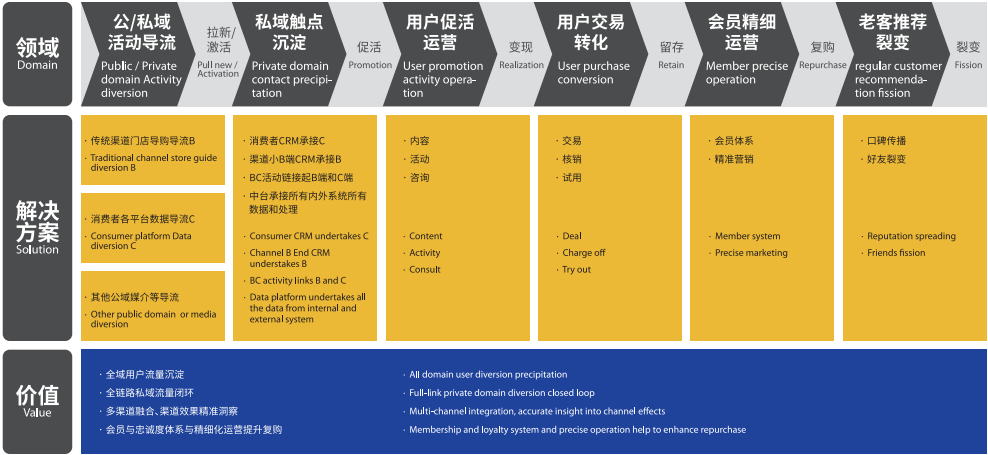 领域
Domain
公/私域
活动导流
Public / Private
domain Activity
diversion
拉新/
激活
Pull new /
Activation
私域触点
沉淀
Private domain
contact precipi-
tation
促活
Promotion
用户促活
运营
User promotion
activity opera-
tion
变现
Realization
用户交易
转化
User purchase
conversion
留存
Retain
会员精细
运营
Member precise
operation
复购
Repurchase
老客推荐
裂变
regular customer
recommenda-
tion fission
裂变
Fission
解决
方案
Solution
· 传统渠道门店导购导流B
· Traditional channel store guide
diversion B
· 消费者各平台数据导流C
· Consumer platform Data
diversion C
· 其他公域媒介等导流
· Other public domain or media
diversion
· 消费者CRM承接C
· 渠道小B端CRM承接B
· BC活动链接起B端和C端
· 中台承接所有内外系统所有
数据和处理
· Consumer CRM undertakes C
· Channel B End CRM
understakes B
· BC activity links B and C
· Data platform undertakes all
the data from internal and
external system
· 内容
· 活动
· 咨询
· Content
· Activity
· Consult
· 交易
· 核销
· 试用
· Deal
· Charge off
· Try out
· 会员体系
· 精准营销
· Member system
· Precise marketing
· 口碑传播
· 好友裂变
· Reputation spreading
· Friends fission
价值
Value
· 全域用户流量沉淀
· 全链路私域流量闭环
· 多渠道融合、渠道效果精准洞察
· 会员与忠诚度体系与精细化运营提升复购
· All domain user diversion precipitation
· Full-link private domain diversion closed loop
· Multi-channel integration, accurate insight into channel effects
· Membership and loyalty system and precise operation help to enhance repurchase